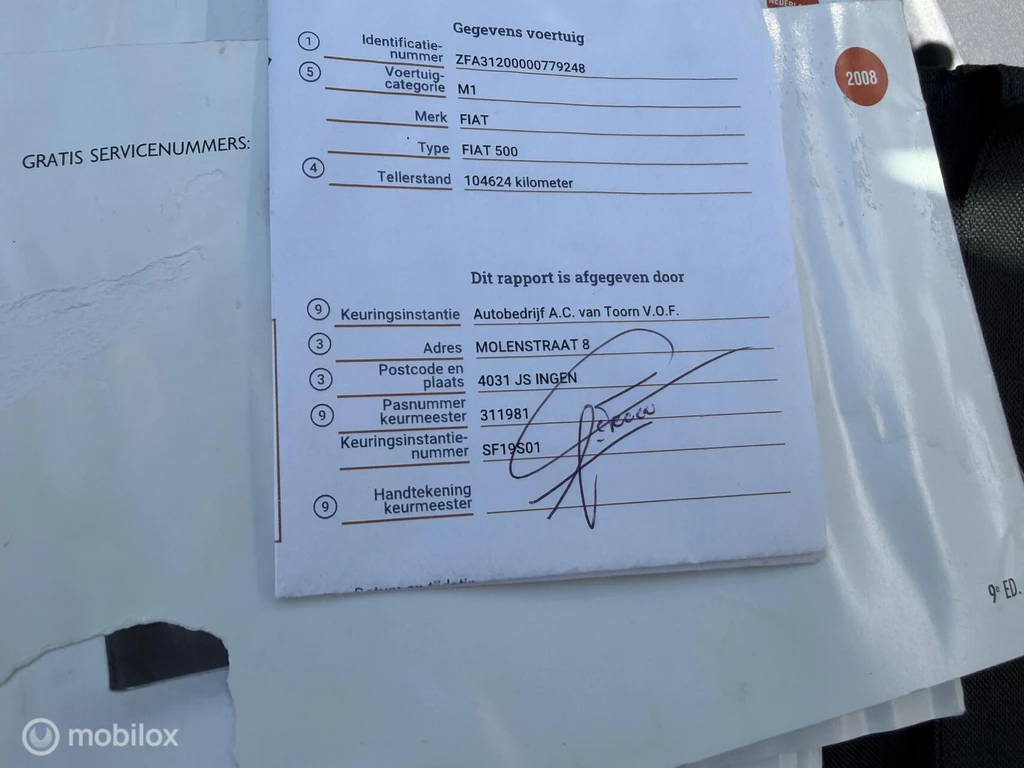 NEDERLA
2008
GRATIS SERVICENUMMERS:
Gegevens voertuig
1 Identificatie-
nummer ZFA31200000779248
5 Voertuig-
categorie M1
Merk FIAT
Type FIAT 500
4 Tellerstand 104624 kilometer
Dit rapport is afgegeven door
9 Keuringsinstantie Autobedrijf A.C. van Toorn V.O.F.
3 Adres MOLENSTRAAT 8
3 Postcode en
plaats 4031 JS INGEN
9 Pasnummer
keurmeester 311981
Keuringsinstantie-
nummer SF19S01
9 Handtekening
keurmeester
9e ED.
mobilox